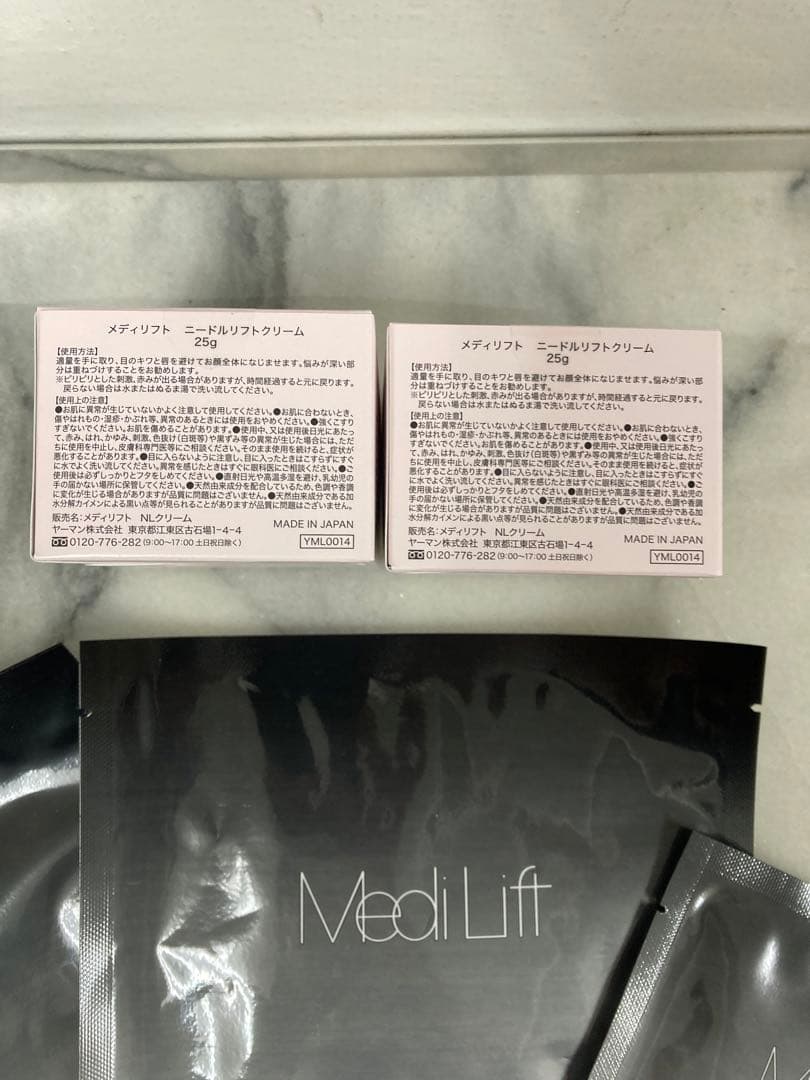 メディリフト ニードルリフトクリーム
25g
【使用方法】
適量を手に取り、目のキワと唇を避けてお顔全体になじませます。悩みが深い部
分は重ねづけすることをお勧めします。
※ピリピリとした刺激、赤みが出る場合がありますが、時間経過すると元に戻ります。
戻らない場合は水またはぬるま湯で洗い流してください。
【使用上の注意】
●お肌に異常が生じていないかよく注意して使用してください。●お肌に合わないとき、
傷やはれもの・湿疹・かぶれ等、異常のあるときには使用をおやめください。●強くこすり
すぎないでください。お肌を傷めることがあります。●使用中、又は使用後日光にあたっ
て、赤み、はれ、かゆみ、刺激、色抜け(白斑等)や黒ずみ等の異常が生じた場合には、ただ
ちに使用を中止し、皮膚科専門医等にご相談ください。そのまま使用を続けると、症状が
悪化することがあります。●目に入らないように注意し、目に入ったときはこすらずにすぐ
に水でよく洗い流してください。異常を感じたときはすぐに眼科医にご相談ください。●ご
使用後は必ずしっかりとフタをしめてください。●直射日光や高温多湿を避け、乳幼児の
手の届かない場所に保管してください。●天然由来成分を配合しているため、色調や香調
に変化が生じる場合がありますが品質に問題はございません。●天然由来成分である加
水分解カイメンによる黒い点等が見られることがありますが品質に問題はございません。
販売名:メディリフト NLクリーム
ヤーマン株式会社 東京都江東区古石場1-4-4
0120-776-282(9:00〜17:00 土日祝日除く)
MADE IN JAPAN
YML0014
メディリフト ニードルリフトクリーム
25g
【使用方法】
適量を手に取り、目のキワと唇を避けてお顔全体になじませます。悩みが深い部
分は重ねづけすることをお勧めします。
※ピリピリとした刺激、赤みが出る場合がありますが、時間経過すると元に戻ります。
戻らない場合は水またはぬるま湯で洗い流してください。
【使用上の注意】
●お肌に異常が生じていないかよく注意して使用してください。●お肌に合わないとき、
傷やはれもの・湿疹・かぶれ等、異常のあるときには使用をおやめください。●強くこすり
すぎないでください。お肌を傷めることがあります。●使用中、又は使用後日光にあたっ
て、赤み、はれ、かゆみ、刺激、色抜け(白斑等)や黒ずみ等の異常が生じた場合には、ただ
ちに使用を中止し、皮膚科専門医等にご相談ください。そのまま使用を続けると、症状が
悪化することがあります。●目に入らないように注意し、目に入ったときはこすらずにすぐ
に水でよく洗い流してください。異常を感じたときはすぐに眼科医にご相談ください。●ご
使用後は必ずしっかりとフタをしめてください。●直射日光や高温多湿を避け、乳幼児の
手の届かない場所に保管してください。●天然由来成分を配合しているため、色調や香調
に変化が生じる場合がありますが品質に問題はございません。●天然由来成分である加
水分解カイメンによる黒い点等が見られることがありますが品質に問題はございません。
販売名:メディリフト NLクリーム
ヤーマン株式会社 東京都江東区古石場1-4-4
0120-776-282(9:00〜17:00 土日祝日除く)
MADE IN JAPAN
YML0014
Medi Lift